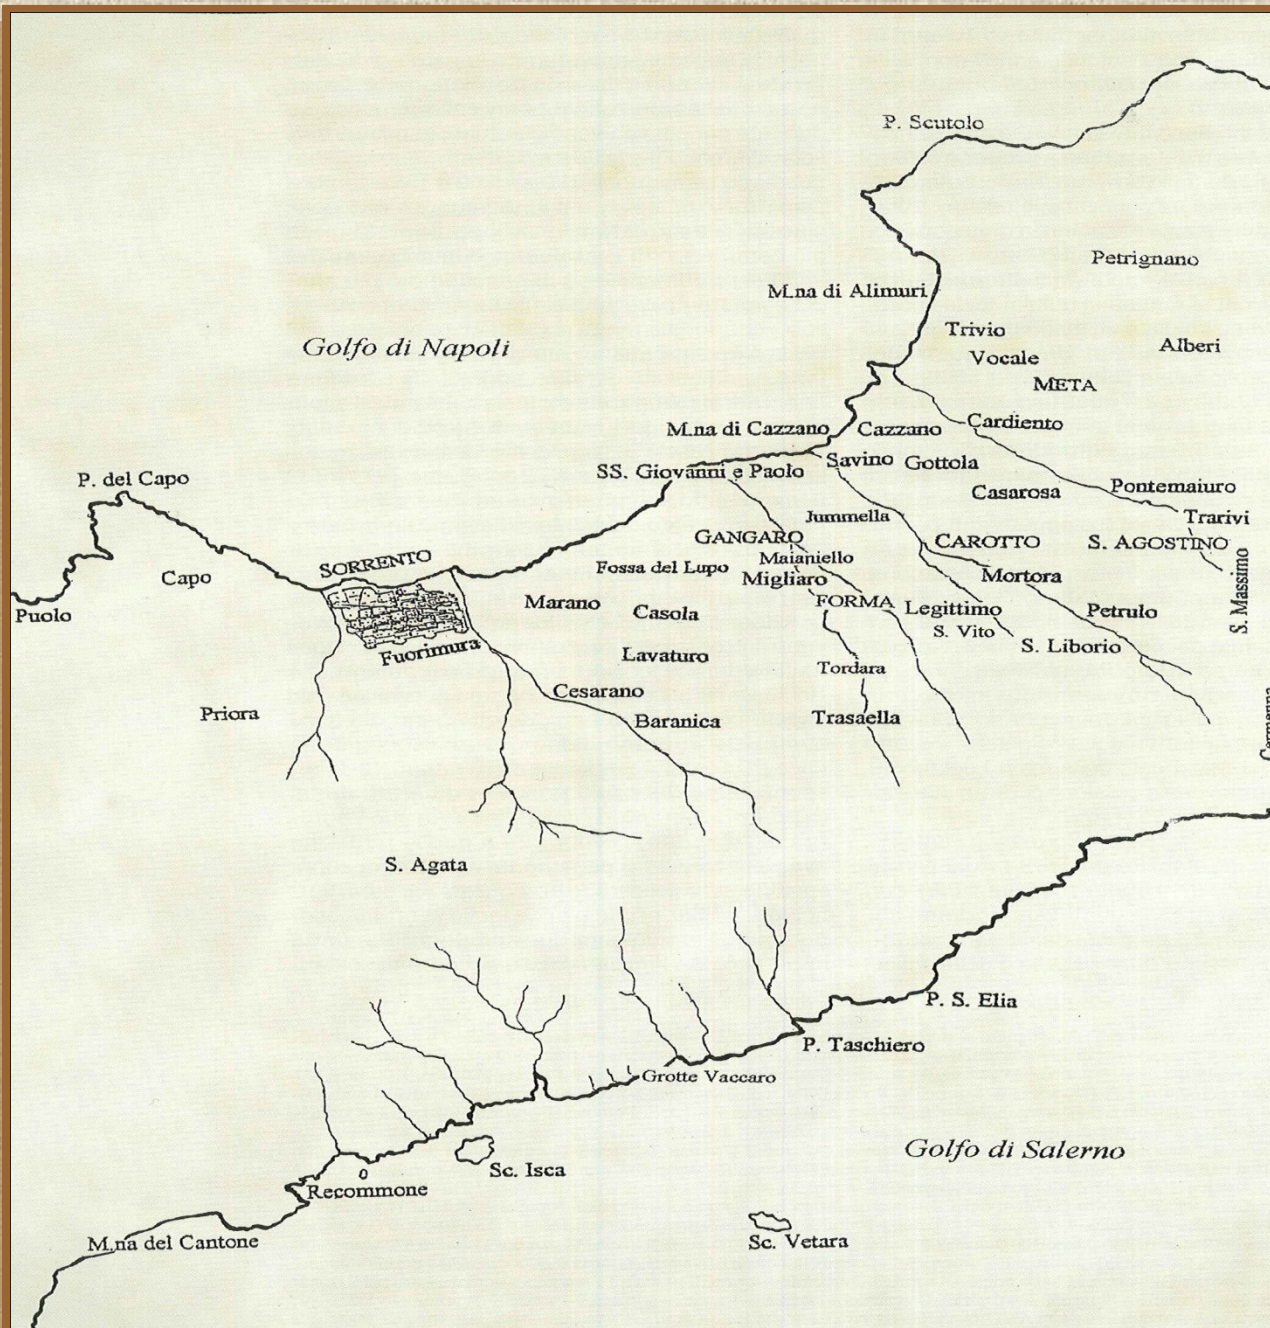 P. Scutolo
Petrignano
M.na di Alimuri
Trivio
Golfo di Napoli
Vocale
Alberi
META
Cardiento
M.na di Cazzano
Cazzano
Savino
Gottola
SS. Giovanni e Paolo
P. del Capo
Casarosa
Pontemaiuro
Jummella
Trarivi
GANGARO
CAROTTO
S. AGOSTINO
Maianiello
SORRENTO
Fossa del Lupo
Capo
Migliaro
Mortora
S. Massimo
Marano
Casola
FORMA
Legittimo
Petrulo
Puolo
S. Vito
Fuorimura
Lavaturo
S. Liborio
Tordara
Cesarano
Priora
Baranica
Trasaella
S. Agata
P. S. Elia
P. Taschiero
Grotte Vaccaro
Golfo di Salerno
Sc. Isca
Recommone
M.na del Cantone
Sc. Vetara